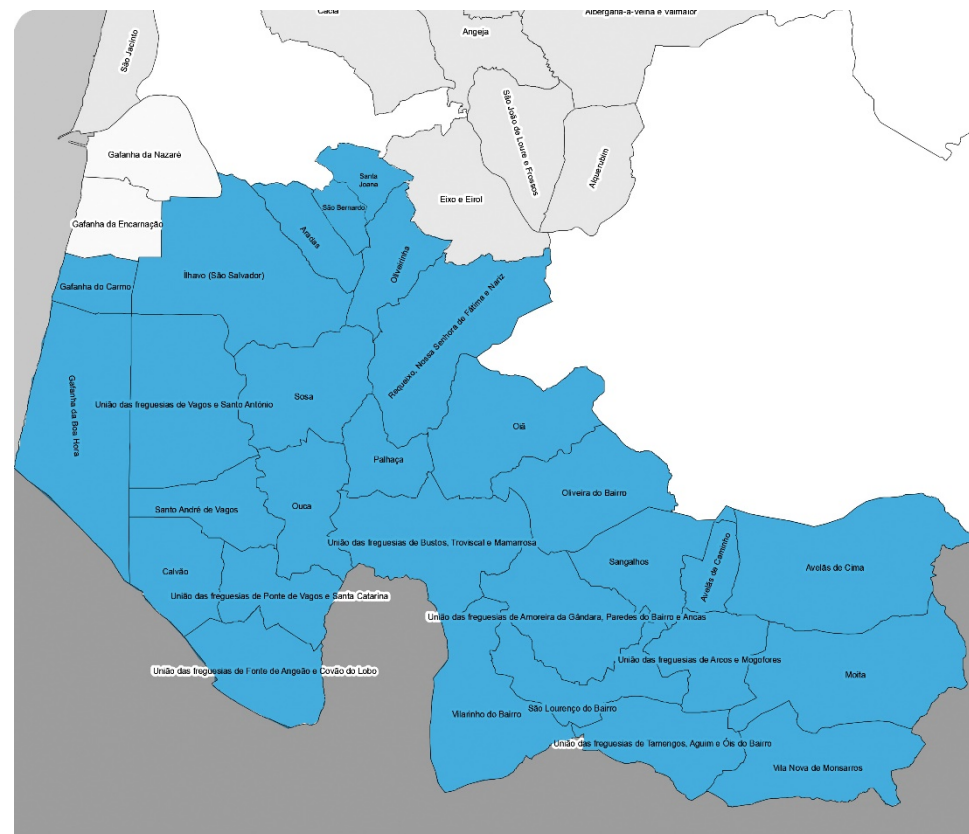 Cacia
Albergaria-a-Velha e Valmaior
Angeja
São Jacinto
São João de Loure e Frossos
Gafanha da Nazaré
Alquerubim
Santa
Joana
Eixo e Eirol
São Bernardo
Gafanha da Encarnação
Aradas
Oliveirinha
Ílhavo (São Salvador)
Gafanha do Carmo
Requeixo, Nossa Senhora de Fátima e Nariz
Gafanha da Boa Hora
União das freguesias de Vagos e Santo António
Sosa
Oiã
Palhaça
Oliveira do Bairro
Santo André de Vagos
Ouca
União das freguesias de Bustos, Troviscal e Mamarrosa
Sangalhos
Avelãs de Caminho
Avelãs de Cima
Calvão
União das freguesias de Ponte de Vagos e Santa Catarina
União das freguesias de Amoreira da Gândara, Paredes do Bairro e Ancas
União das freguesias de Arcos e Mogofores
União das freguesias de Fonte de Angeão e Covão do Lobo
Moita
Vilarinho do Bairro
São Lourenço do Bairro
União das freguesias de Tamengos, Aguim e Óis do Bairro
Vila Nova de Monsarros